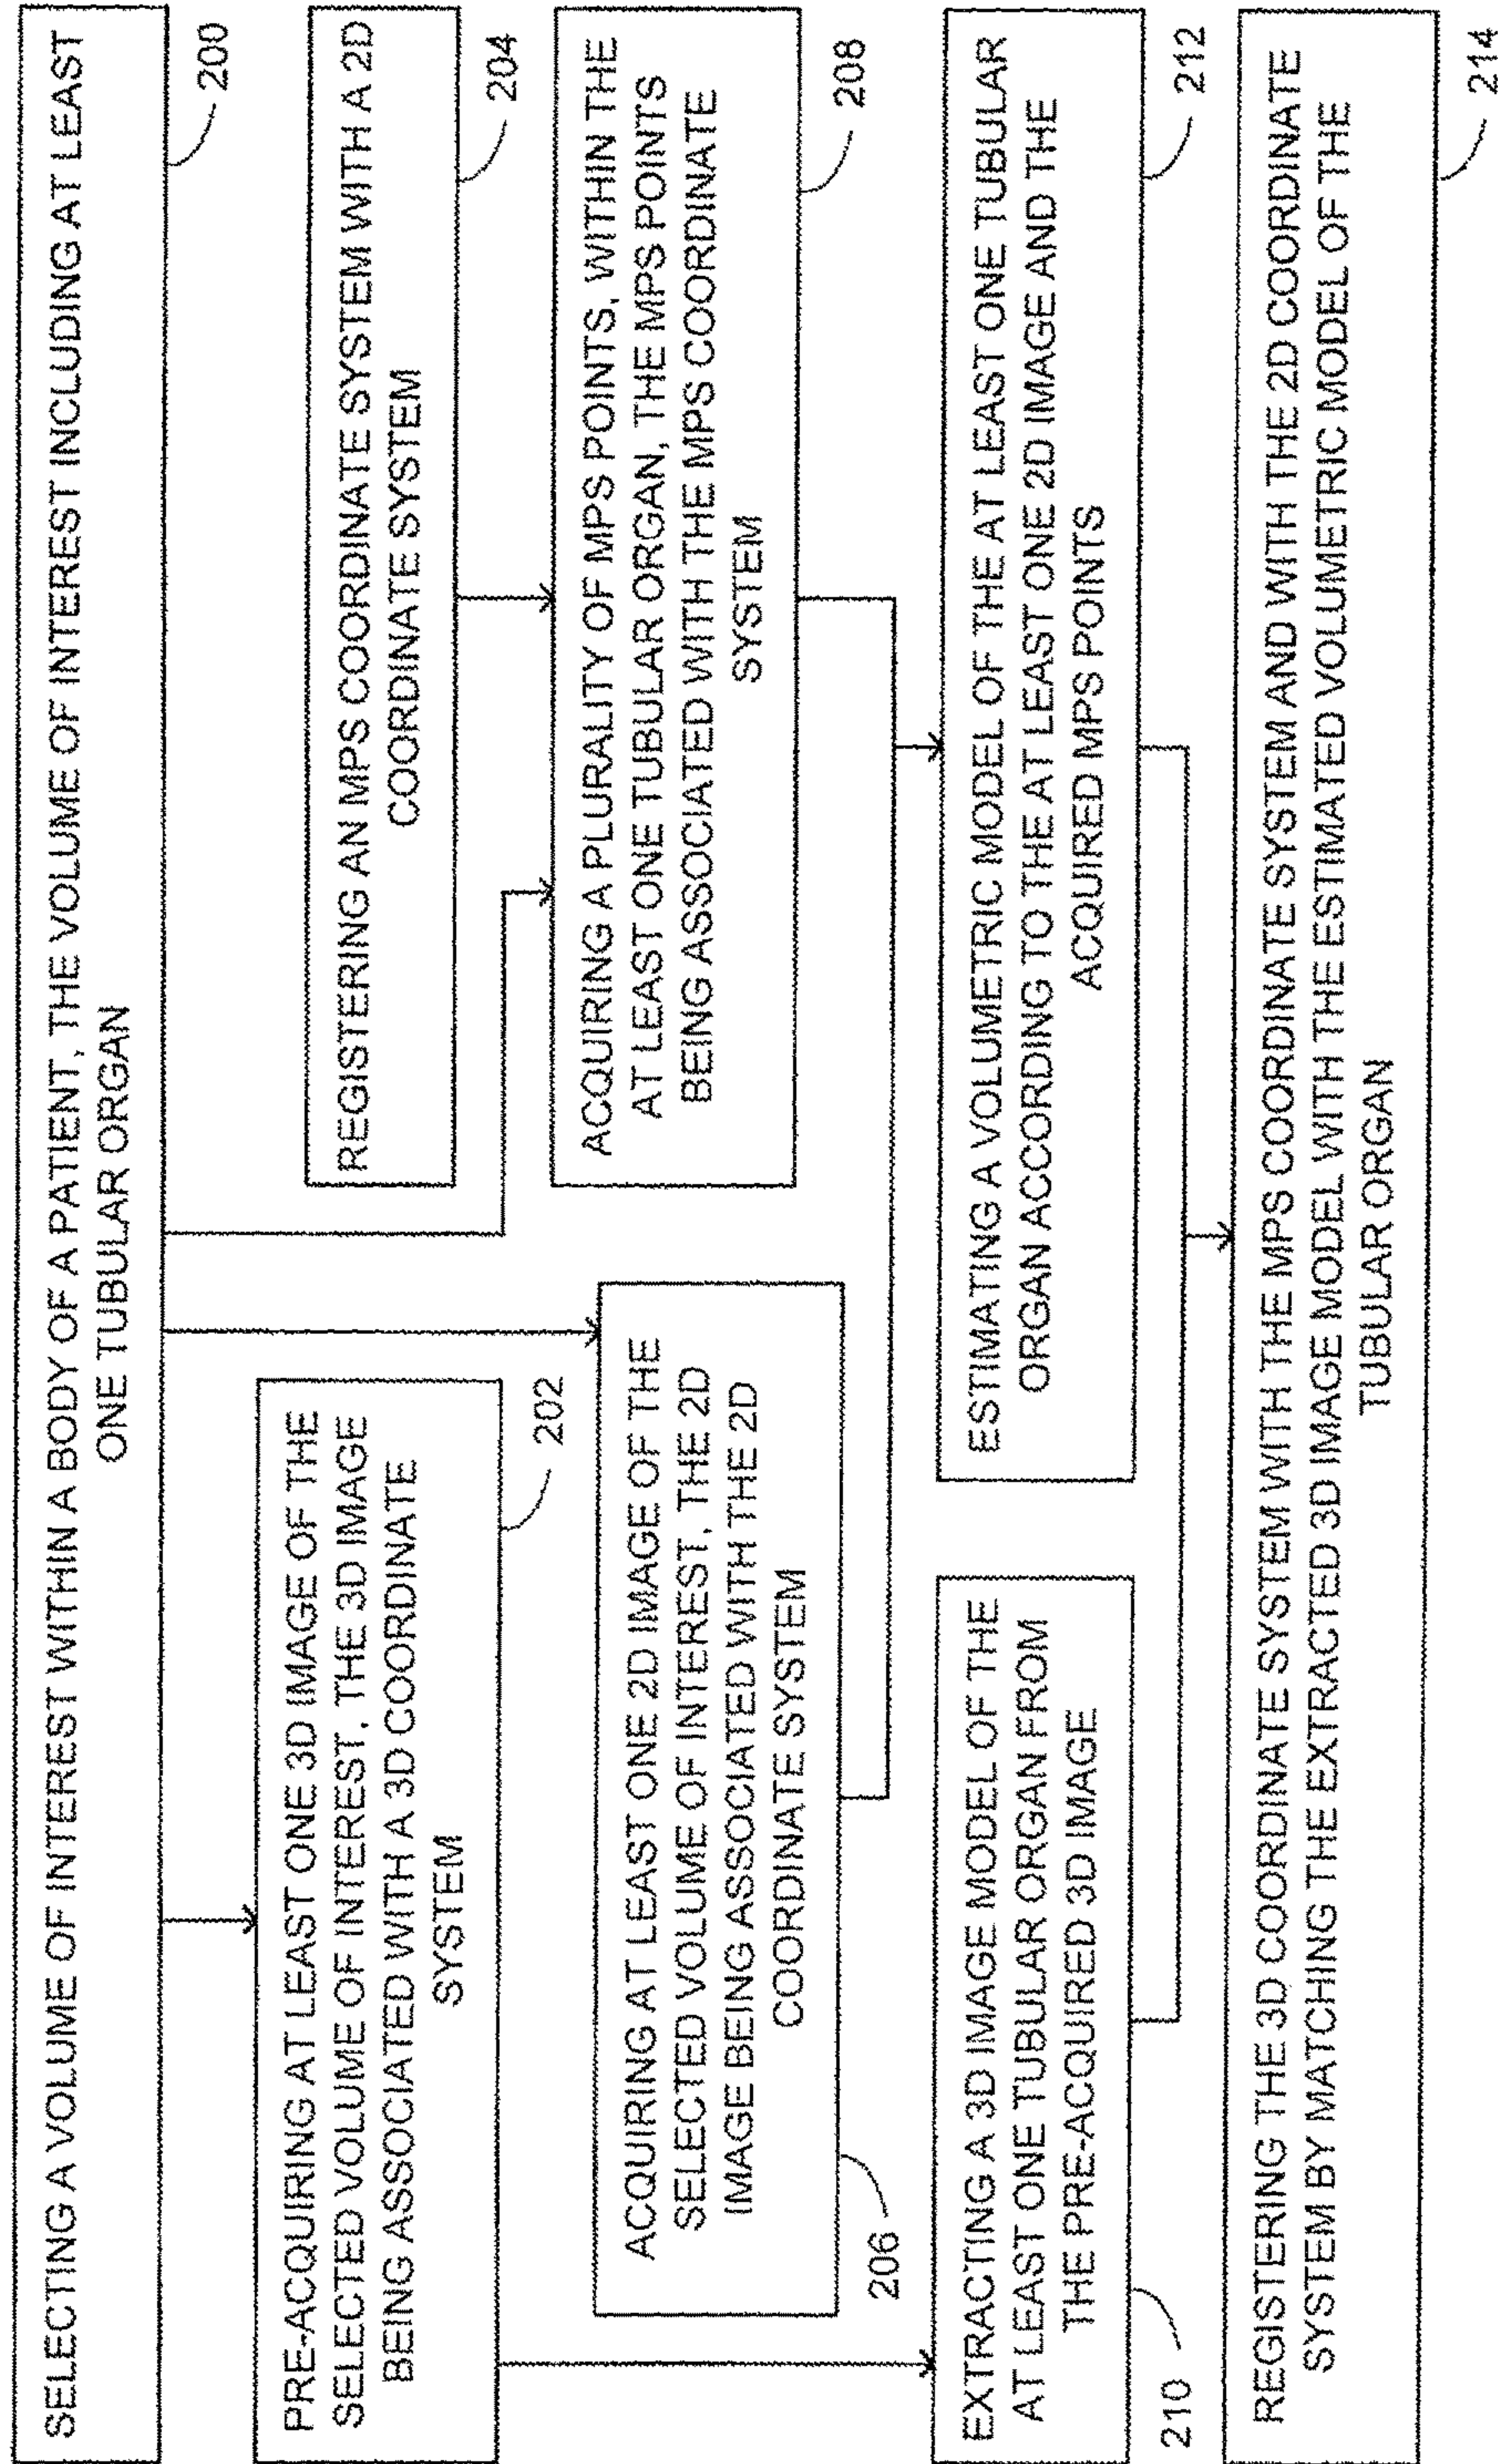 SELECTING A VOLUME OF INTEREST WITHIN A BODY OF A PATIENT, THE VOLUME OF INTEREST INCLUDING AT LEAST
ONE TUBULAR ORGAN
200
PRE-ACQUIRING AT LEAST ONE 3D IMAGE OF THE
SELECTED VOLUME OF INTEREST, THE 3D IMAGE
BEING ASSOCIATED WITH A 3D COORDINATE
SYSTEM
202
REGISTERING AN MPS COORDINATE SYSTEM WITH A 2D
COORDINATE SYSTEM
204
ACQUIRING AT LEAST ONE 2D IMAGE OF THE
SELECTED VOLUME OF INTEREST, THE 2D
IMAGE BEING ASSOCIATED WITH THE 2D
COORDINATE SYSTEM
206
ACQUIRING A PLURALITY OF MPS POINTS, WITHIN THE
AT LEAST ONE TUBULAR ORGAN, THE MPS POINTS
BEING ASSOCIATED WITH THE MPS COORDINATE
SYSTEM
208
EXTRACTING A 3D IMAGE MODEL OF THE
AT LEAST ONE TUBULAR ORGAN FROM
THE PRE-ACQUIRED 3D IMAGE
210
ESTIMATING A VOLUMETRIC MODEL OF THE AT LEAST ONE TUBULAR
ORGAN ACCORDING TO THE AT LEAST ONE 2D IMAGE AND THE
ACQUIRED MPS POINTS
212
REGISTERING THE 3D COORDINATE SYSTEM WITH THE MPS COORDINATE SYSTEM AND WITH THE 2D COORDINATE
SYSTEM BY MATCHING THE EXTRACTED 3D IMAGE MODEL WITH THE ESTIMATED VOLUMETRIC MODEL OF THE
TUBULAR ORGAN
214